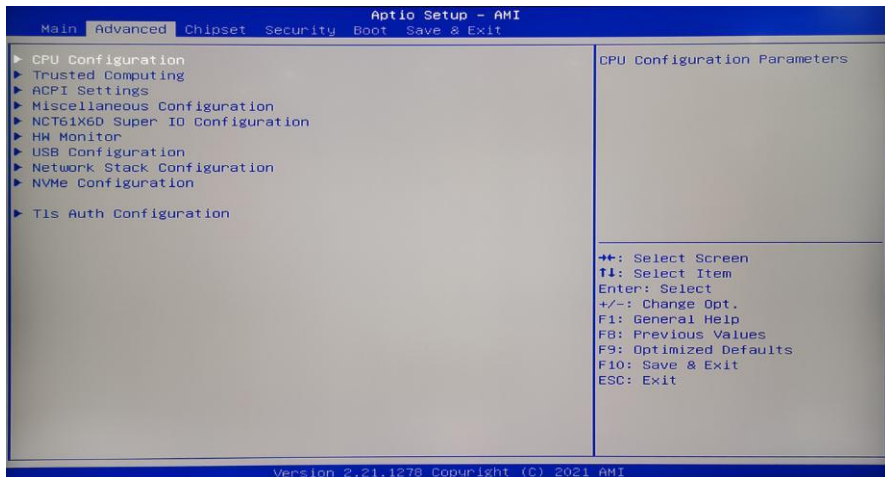 Aptio Setup – AMI
Main Advanced Chipset Security Boot Save & Exit
▶ CPU Configuration
▶ Trusted Computing
▶ ACPI Settings
▶ Miscellaneous Configuration
▶ NCT61X6D Super IO Configuration
▶ HW Monitor
▶ USB Configuration
▶ Network Stack Configuration
▶ NVMe Configuration
▶ Tls Auth Configuration
CPU Configuration Parameters
→←: Select Screen
↑↓: Select Item
Enter: Select
+/-: Change Opt.
F1: General Help
F8: Previous Values
F9: Optimized Defaults
F10: Save & Exit
ESC: Exit
Version 2.21.1278 Copyright (C) 2021 AMI